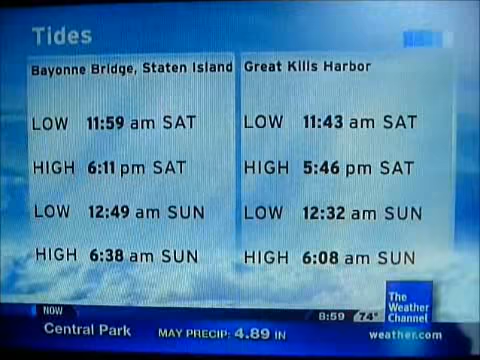 Tides
Bayonne Bridge, Staten Island
LOW 11:59 am SAT
HIGH 6:11 pm SAT
LOW 12:49 am SUN
HIGH 6:38 am SUN
Great Kills Harbor
LOW 11:43 am SAT
HIGH 5:46 pm SAT
LOW 12:32 am SUN
HIGH 6:08 am SUN
The
Weather
Channel
NOW
8:59 74°
Central Park MAY PRECIP: 4.89 IN
weather.com